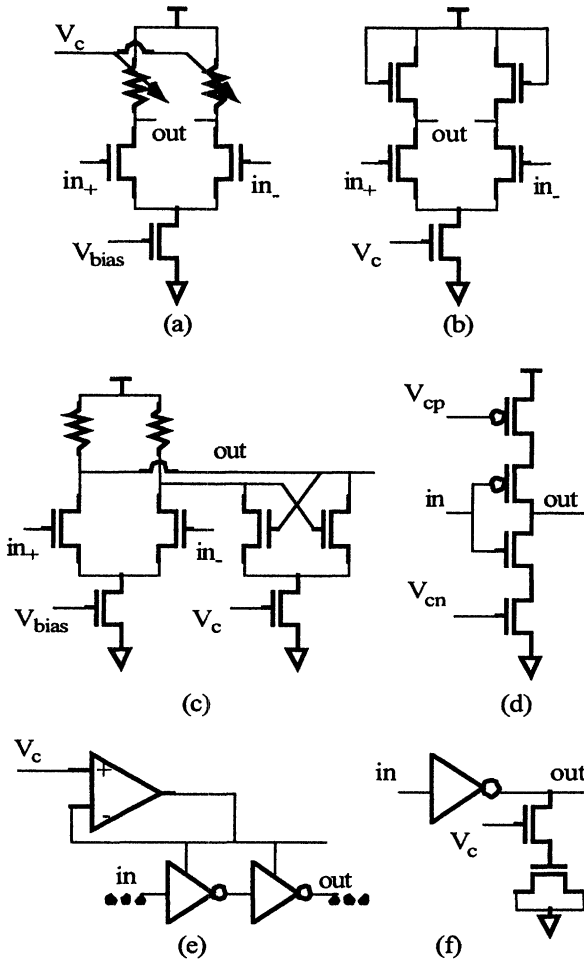 V_c
out
in_+
in_-
V_bias
(a)
out
in_+
in_-
V_c
(b)
out
in_+
in_-
V_bias
V_c
(c)
V_cp
in
out
V_cn
(d)
V_c
+
-
in
out
(e)
in
out
V_c
(f)